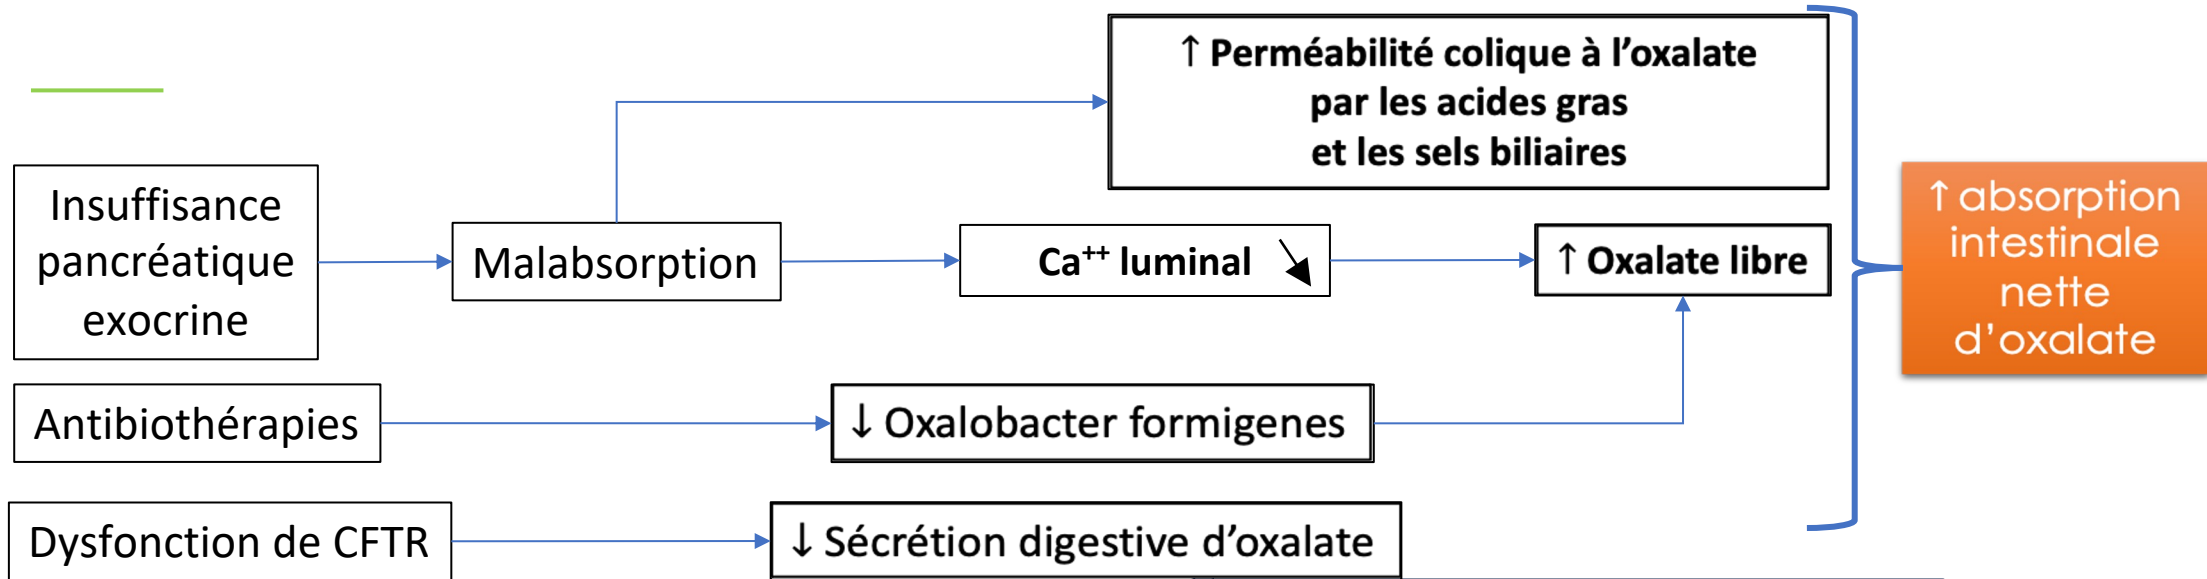 ↑ Perméabilité colique à l’oxalate
par les acides gras
et les sels biliaires
Insuffisance
pancréatique
exocrine
Malabsorption
Ca⁺⁺ luminal
↑ Oxalate libre
↑ absorption
intestinale
nette
d’oxalate
Antibiothérapies
↓ Oxalobacter formigenes
Dysfonction de CFTR
↓ Sécrétion digestive d’oxalate